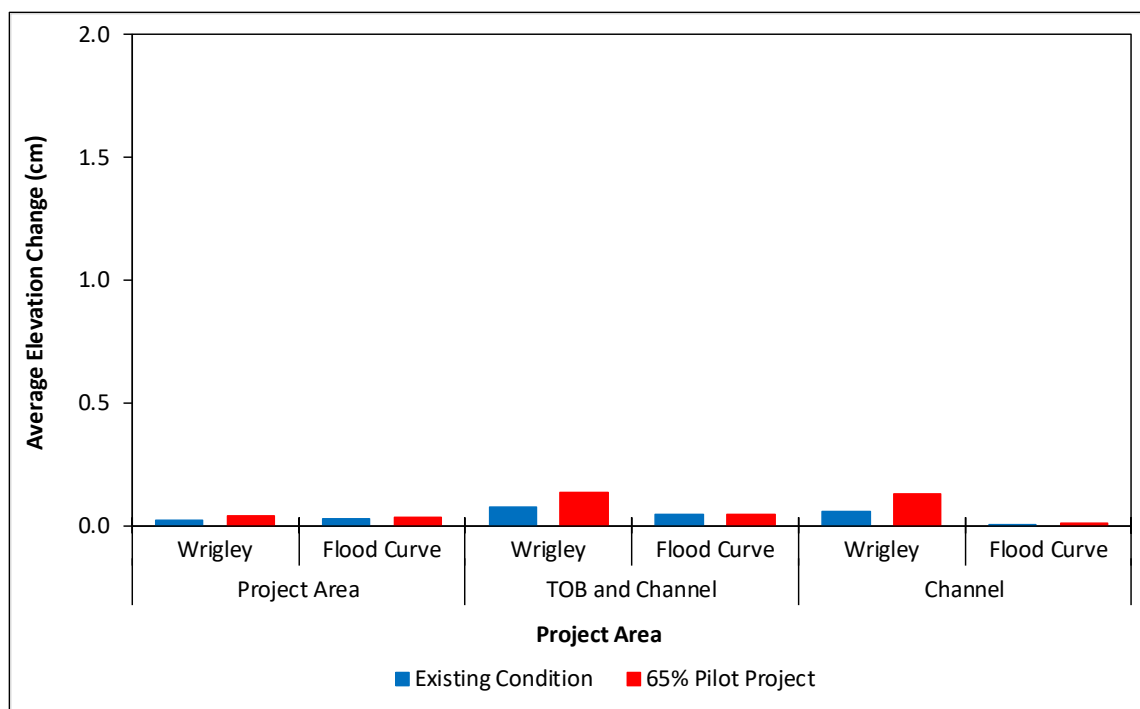 Average Elevation Change (cm)
2.0
1.5
1.0
0.5
0.0
Wrigley Flood Curve Wrigley Flood Curve Wrigley Flood Curve
Project Area TOB and Channel Channel
Project Area
Existing Condition 65% Pilot Project